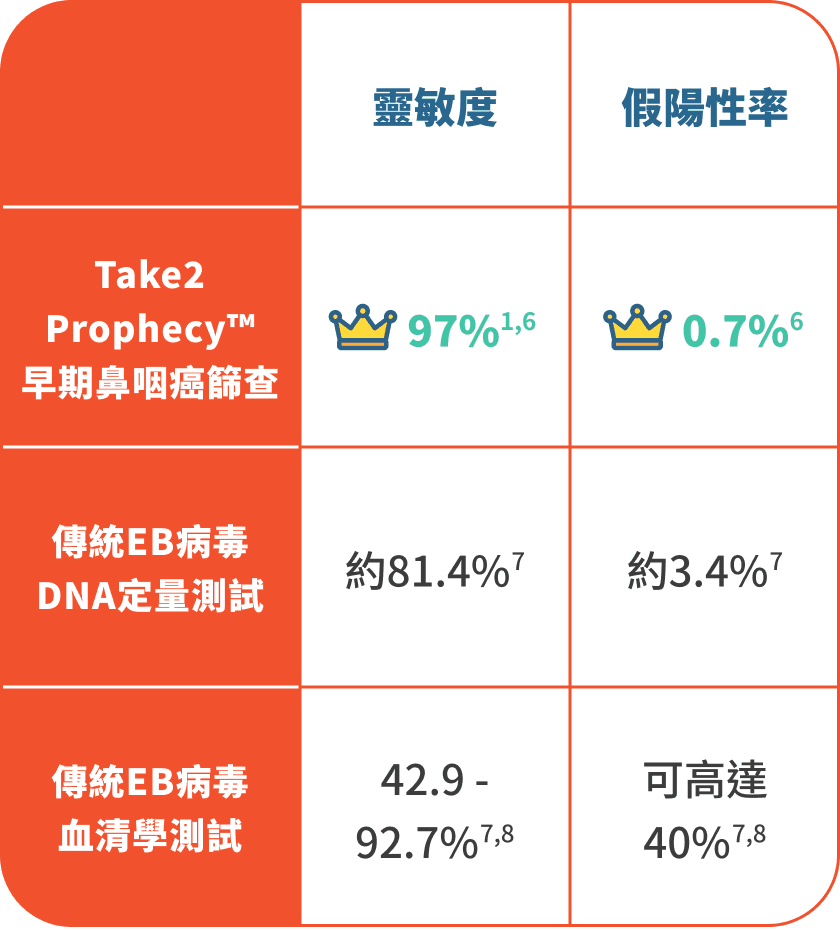 靈敏度
假陽性率
Take2
Prophecy™
早期鼻咽癌篩查
97%1,6
0.7%6
傳統EB病毒
DNA定量測試
約81.4%7
約3.4%7
傳統EB病毒
血清學測試
42.9 -
92.7%7,8
可高達
40%7,8